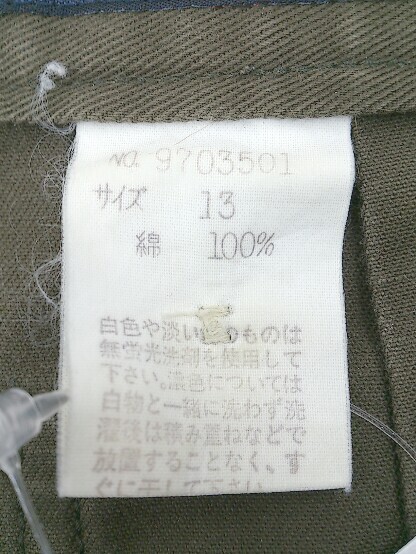 No 9703501
サイズ 13
綿 100%
白色や淡い色のものは
無蛍光洗剤を使用して
下さい。濃色については
白物と一緒に洗わず洗
濯後は積み重ねなどで
放置することなく、す
ぐに干して下さい